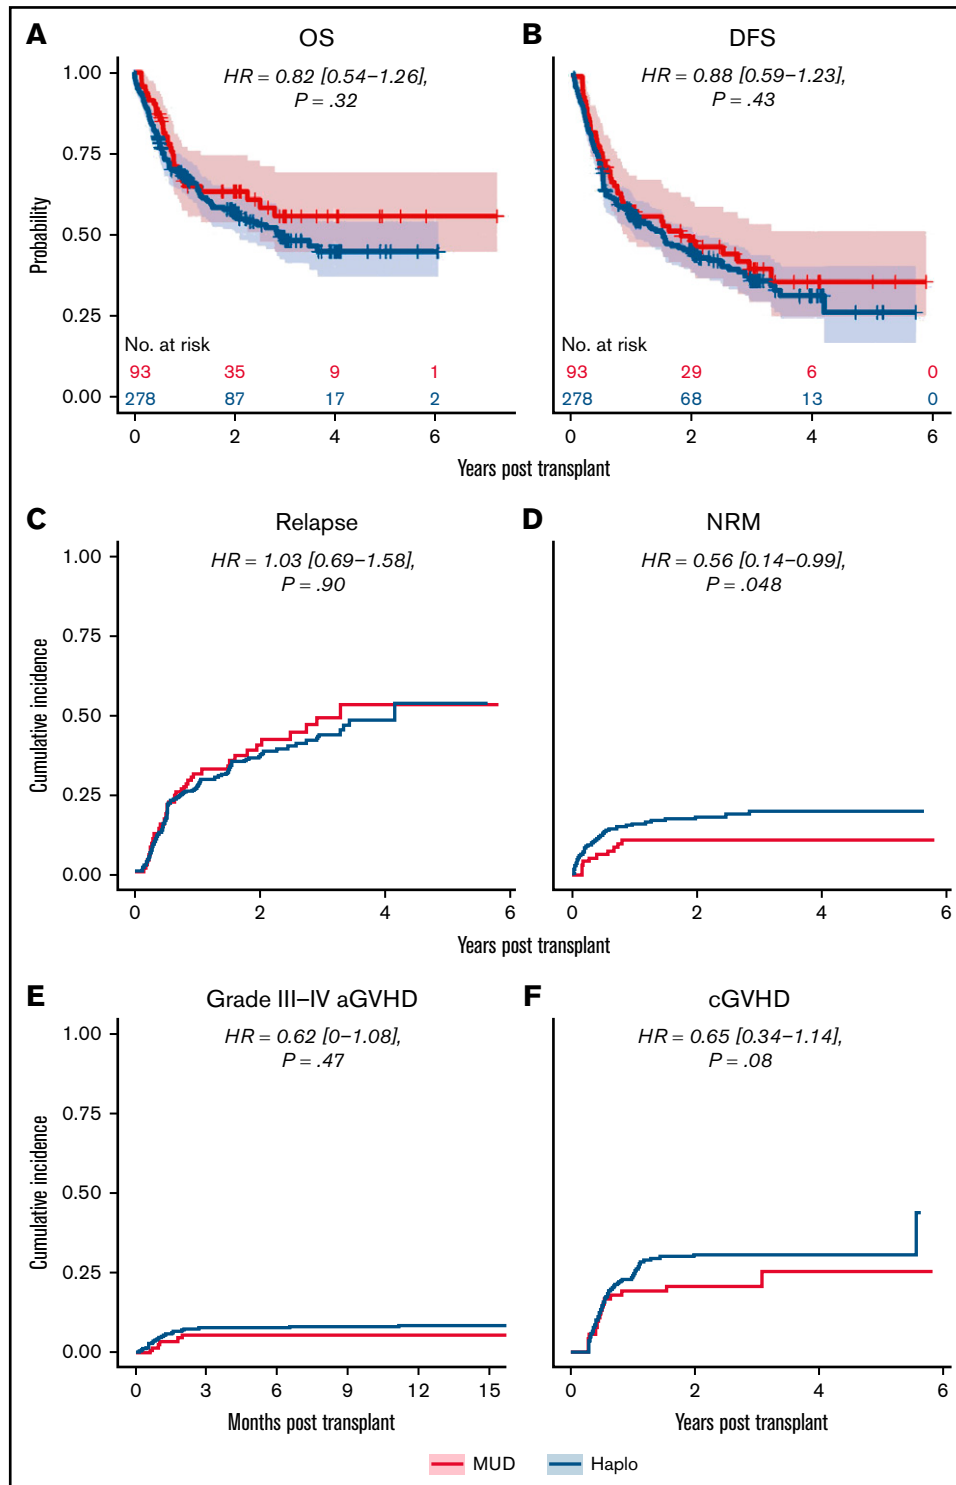 A
OS
HR = 0.82 [0.54–1.26],
P = .32
Probability
1.00
0.75
0.50
0.25
0.00
No. at risk
93 35 9 1
278 87 17 2
0 2 4 6
B
DFS
HR = 0.88 [0.59–1.23],
P = .43
No. at risk
93 29 6 0
278 68 13 0
0 2 4 6
Years post transplant
C
Relapse
HR = 1.03 [0.69–1.58],
P = .90
Cumulative incidence
1.00
0.75
0.50
0.25
0.00
0 2 4 6
D
NRM
HR = 0.56 [0.14–0.99],
P = .048
0 2 4 6
Years post transplant
E
Grade III–IV aGVHD
HR = 0.62 [0–1.08],
P = .47
Cumulative incidence
1.00
0.75
0.50
0.25
0.00
0 3 6 9 12 15
Months post transplant
F
cGVHD
HR = 0.65 [0.34–1.14],
P = .08
0 2 4 6
Years post transplant
MUD Haplo